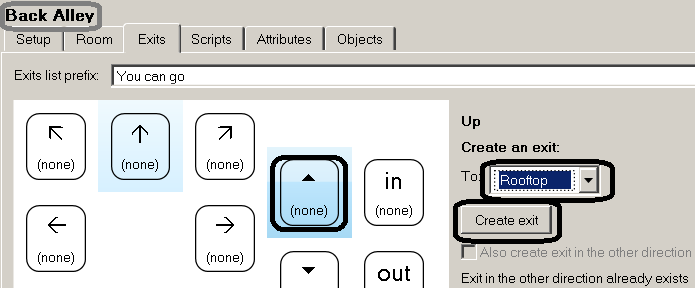 Back Alley
Setup Room Exits Scripts Attributes Objects
Exits list prefix: You can go
(none) (none) (none)
(none) in (none)
(none) (none)
out
Up
Create an exit:
To: Rooftop
Create exit
Also create exit in the other direction
Exit in the other direction already exists